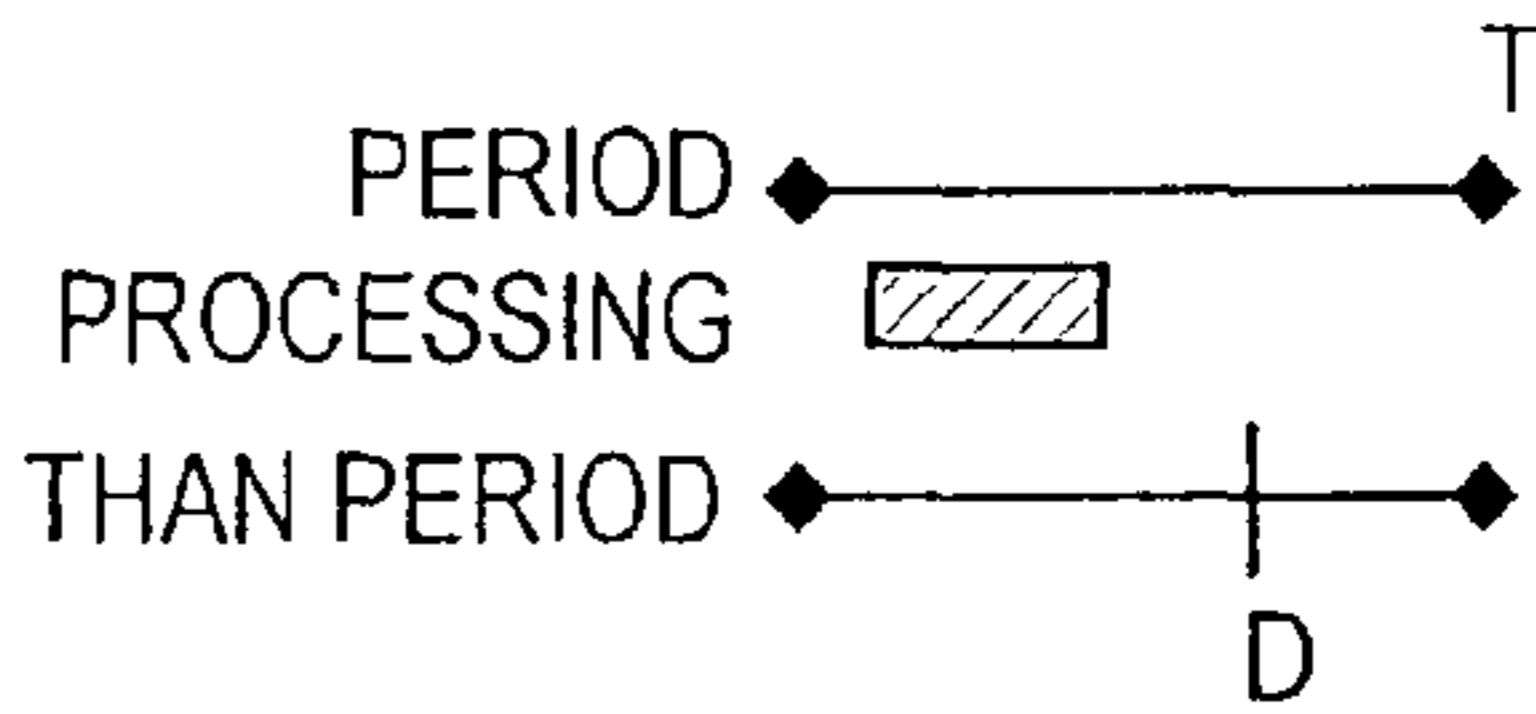 T
PERIOD
PROCESSING
THAN PERIOD
D